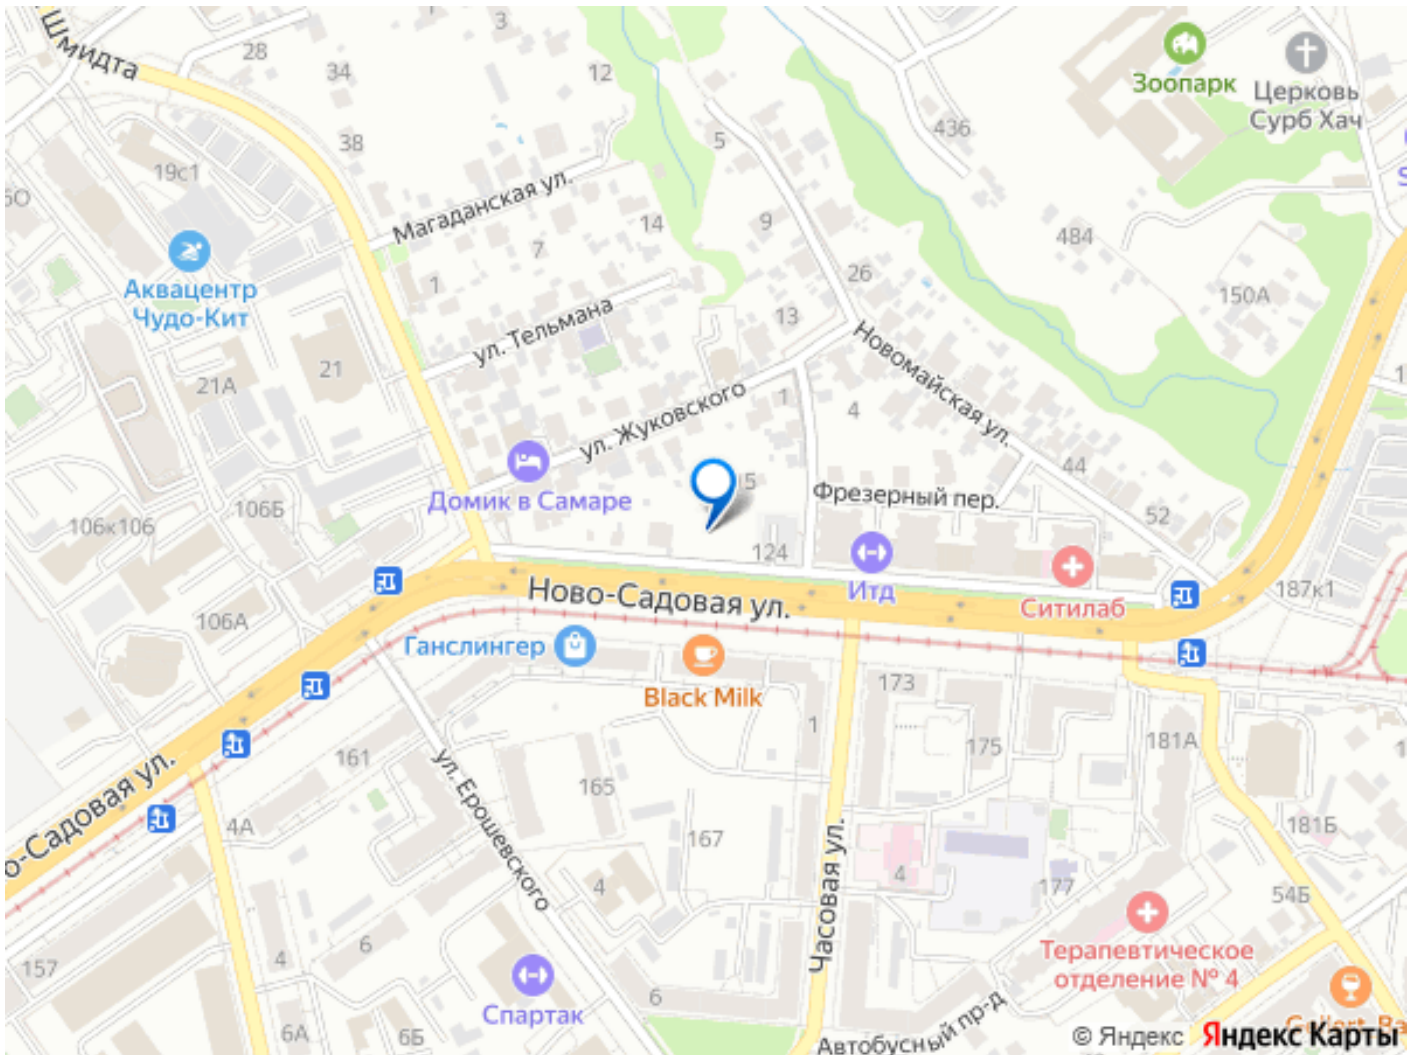 Шмидта
28
34
1
3
12
Зоопарк
Церковь
Сурб Хач
38
5
436
19с1
Магаданская ул.
14
9
7
484
26
Аквацентр
Чудо-Кит
1
13
150А
ул. Тельмана
Новомайская ул.
21
21А
ул. Жуковского
1
4
Домик в Самаре
5
44
Фрезерный пер.
106Б
106к106
52
124
Итд
Ситилаб
187к1
Ново-Садовая ул.
106А
Ганслингер
Black Milk
173
1
175
181А
161
ул. Ерошевского
165
о-Садовая ул.
4А
167
Часовая ул.
181Б
4
4
177
54Б
6
4
157
Терапевтическое
отделение № 4
Спартак
6
6А
6Б
Автобусный пр-д
© Яндекс Яндекс Карты